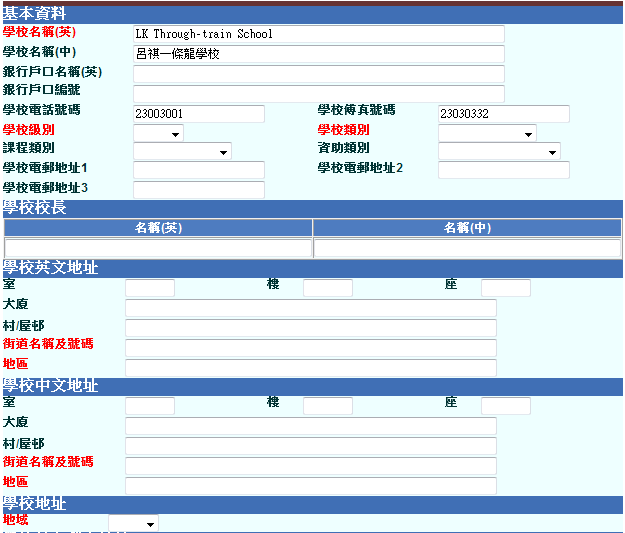 基本資料
學校名稱(英) LK Through-train School
學校名稱(中) 呂祺一條龍學校
銀行戶口名稱(英)
銀行戶口編號
學校電話號碼 23003001 學校傳真號碼 23030332
學校級別 學校類別
課程類別 資助類別
學校電郵地址1 學校電郵地址2
學校電郵地址3
學校校長
名稱(英) 名稱(中)
學校英文地址
室 樓 座
大廈
村/屋邨
街道名稱及號碼
地區
學校中文地址
室 樓 座
大廈
村/屋邨
街道名稱及號碼
地區
學校地址
地域